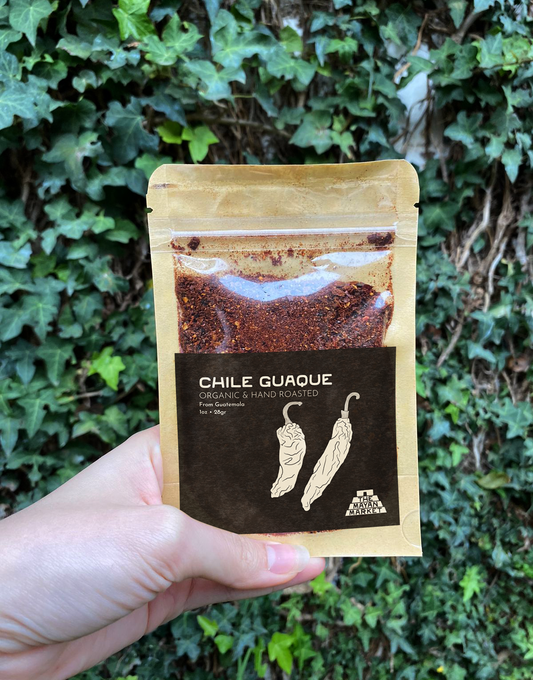 CHILE GUAQUE
ORGANIC & HAND ROASTED
From Guatemala
1oz • 28gr
THE
MAYAN
MARKET